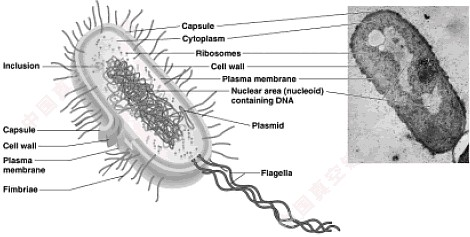 Capsule
Cytoplasm
Ribosomes
Cell wall
Plasma membrane
Nuclear area (nucleoid)
containing DNA
Plasmid
Flagella
Inclusion
Capsule
Cell wall
Plasma
membrane
Fimbriae